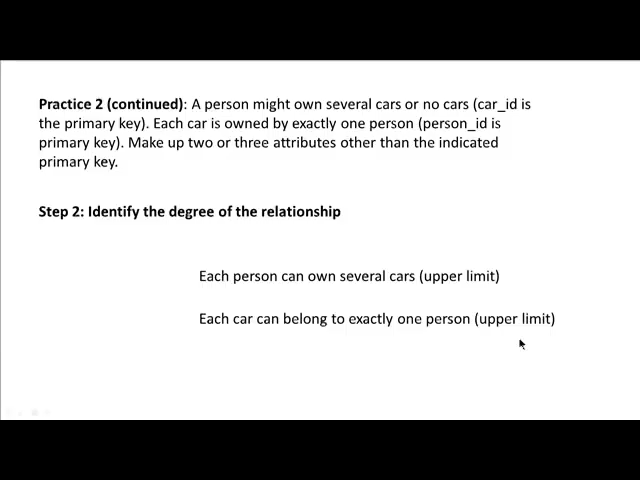 Practice 2 (continued): A person might own several cars or no cars (car_id is
the primary key). Each car is owned by exactly one person (person_id is
primary key). Make up two or three attributes other than the indicated
primary key.
Step 2: Identify the degree of the relationship
Each person can own several cars (upper limit)
Each car can belong to exactly one person (upper limit)